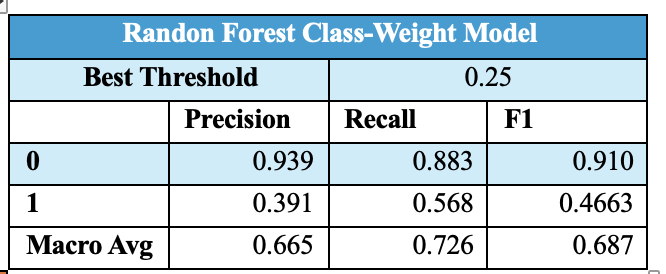 Randon Forest Class-Weight Model
Best Threshold 0.25
Precision Recall F1
0 0.939 0.883 0.910
1 0.391 0.568 0.4663
Macro Avg 0.665 0.726 0.687